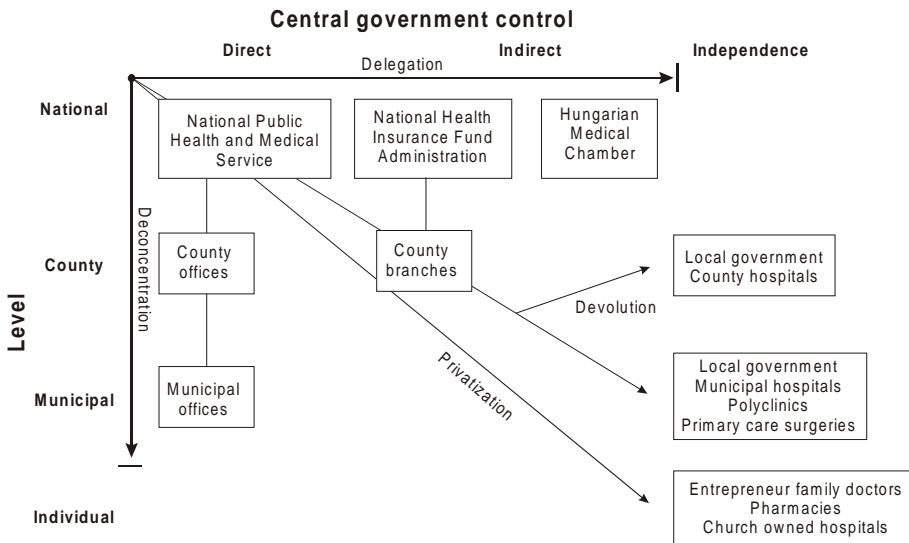 Central government control
Direct
Indirect
Independence
Delegation
National
National Public
Health and Medical
Service
National Health
Insurance Fund
Administration
Hungarian
Medical
Chamber
Deconcentration
Level
County
County
offices
County
branches
Local government
County hospitals
Devolution
Privatization
Municipal
Municipal
offices
Local government
Municipal hospitals
Polyclinics
Primary care surgeries
Individual
Entrepreneur family doctors
Pharmacies
Church owned hospitals